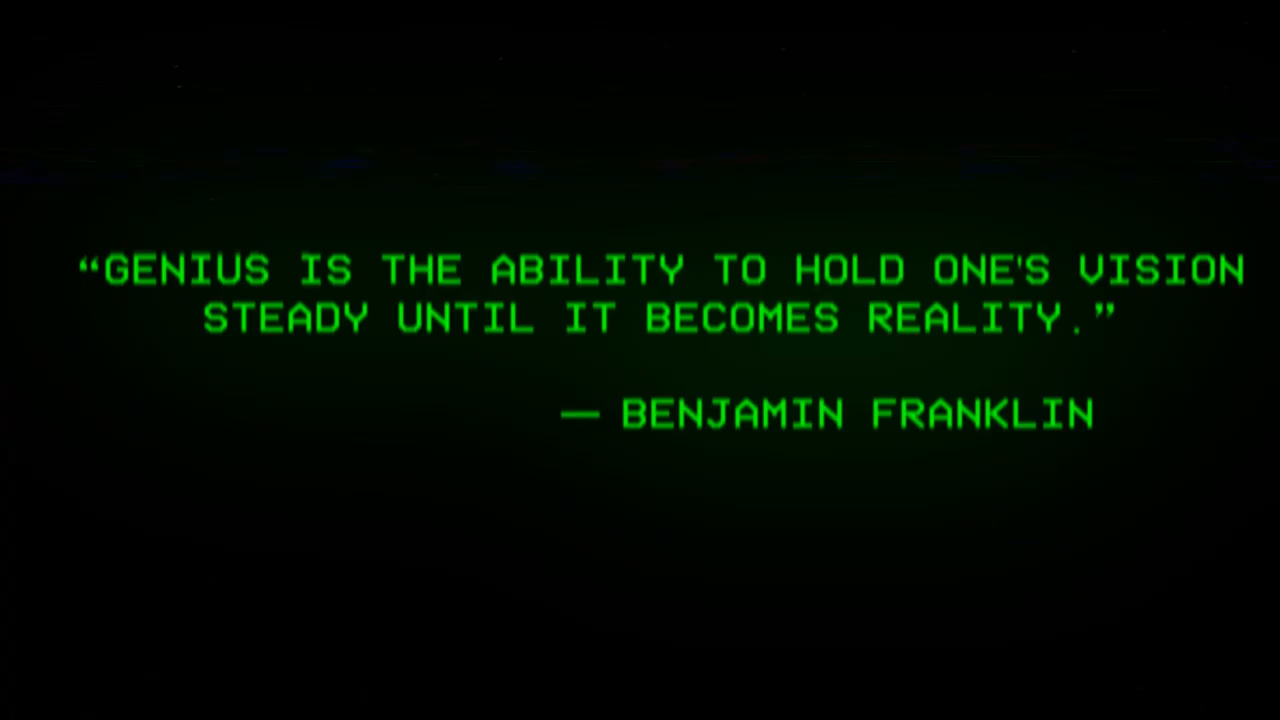 “GENIUS IS THE ABILITY TO HOLD ONE'S VISION
STEADY UNTIL IT BECOMES REALITY.”
— BENJAMIN FRANKLIN